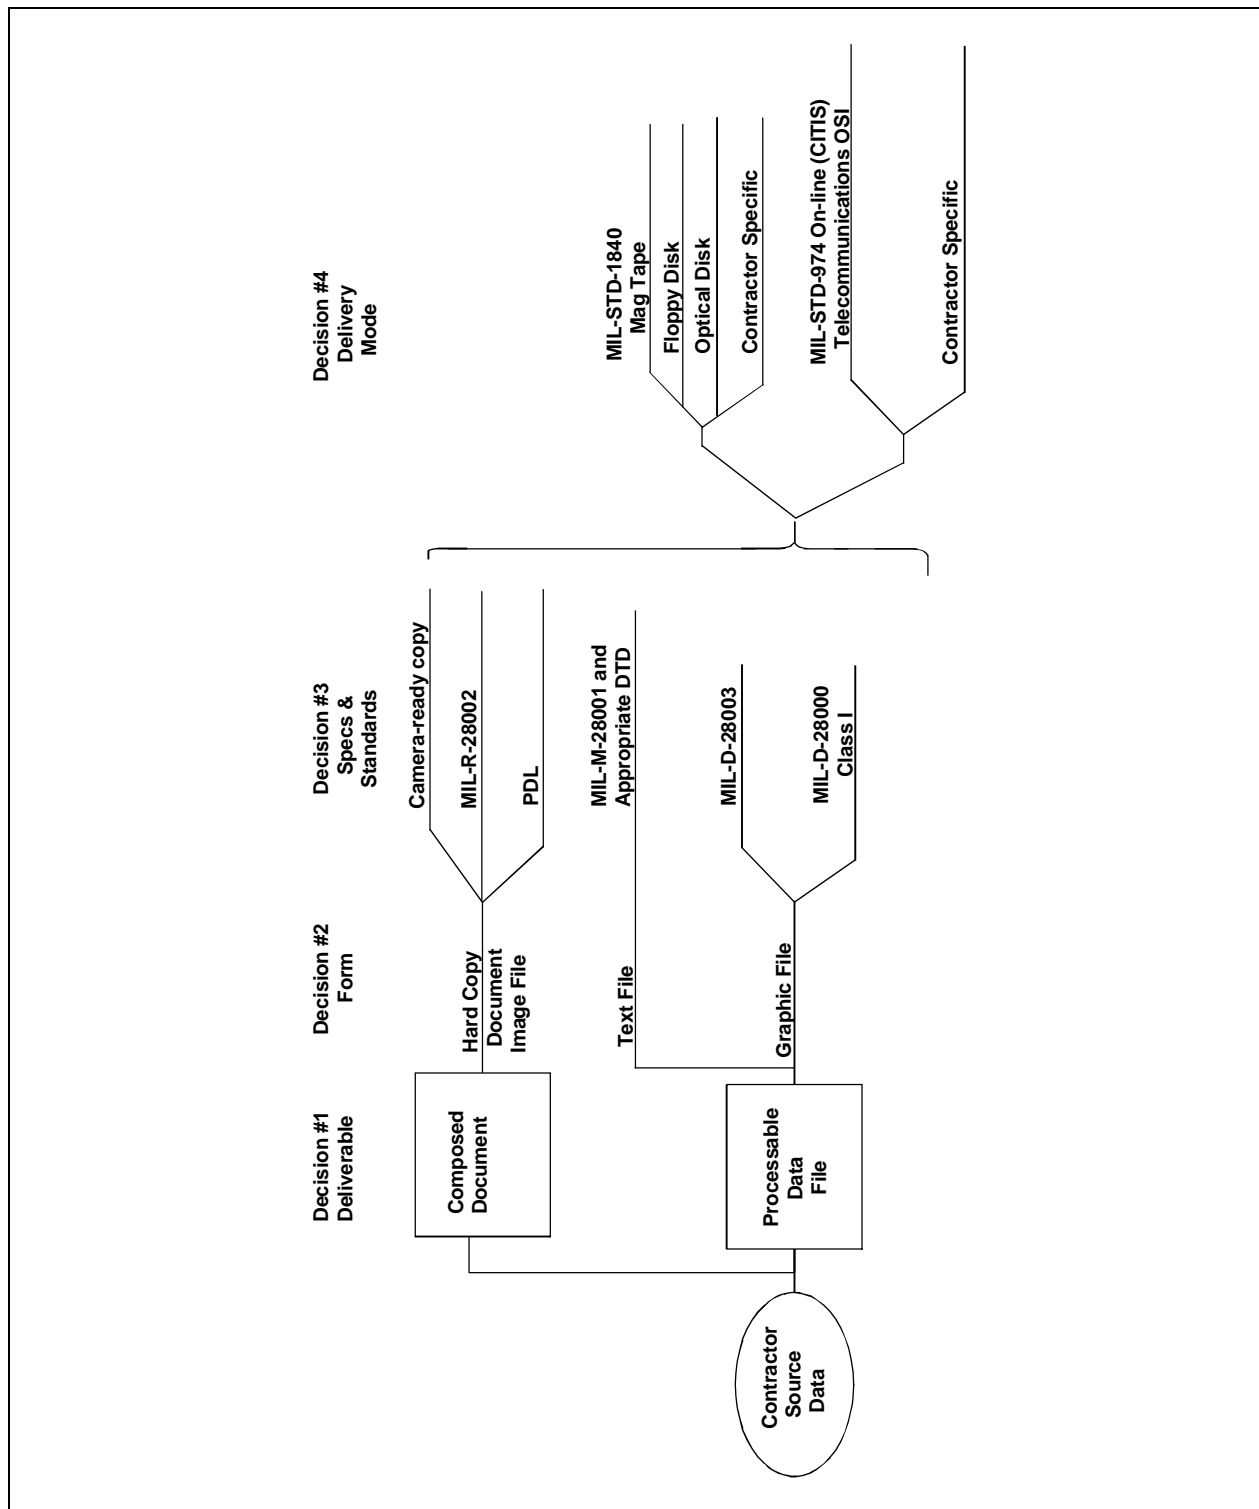 Decision #1
Deliverable
Decision #2
Form
Decision #3
Specs &
Standards
Decision #4
Delivery
Mode
Contractor
Source
Data
Composed
Document
Processable
Data
File
Hard Copy
Document
Image File
Text File
Graphic File
Camera-ready copy
MIL-R-28002
PDL
MIL-M-28001 and
Appropriate DTD
MIL-D-28003
MIL-D-28000
Class I
MIL-STD-1840
Mag Tape
Floppy Disk
Optical Disk
Contractor Specific
MIL-STD-974 On-line (CITIS)
Telecommunications OSI
Contractor Specific